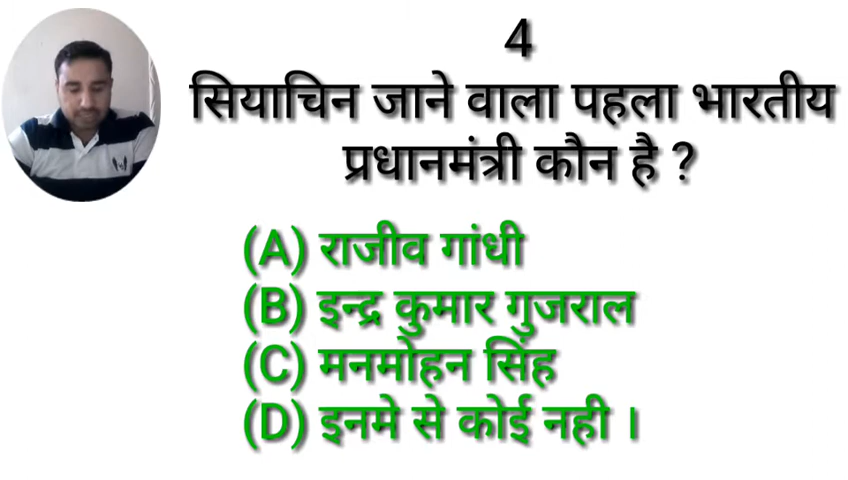 4
सियाचिन जाने वाला पहला भारतीय
प्रधानमंत्री कौन है ?
(A) राजीव गांधी
(B) इन्द्र कुमार गुजराल
(C) मनमोहन सिंह
(D) इनमे से कोई नही ।